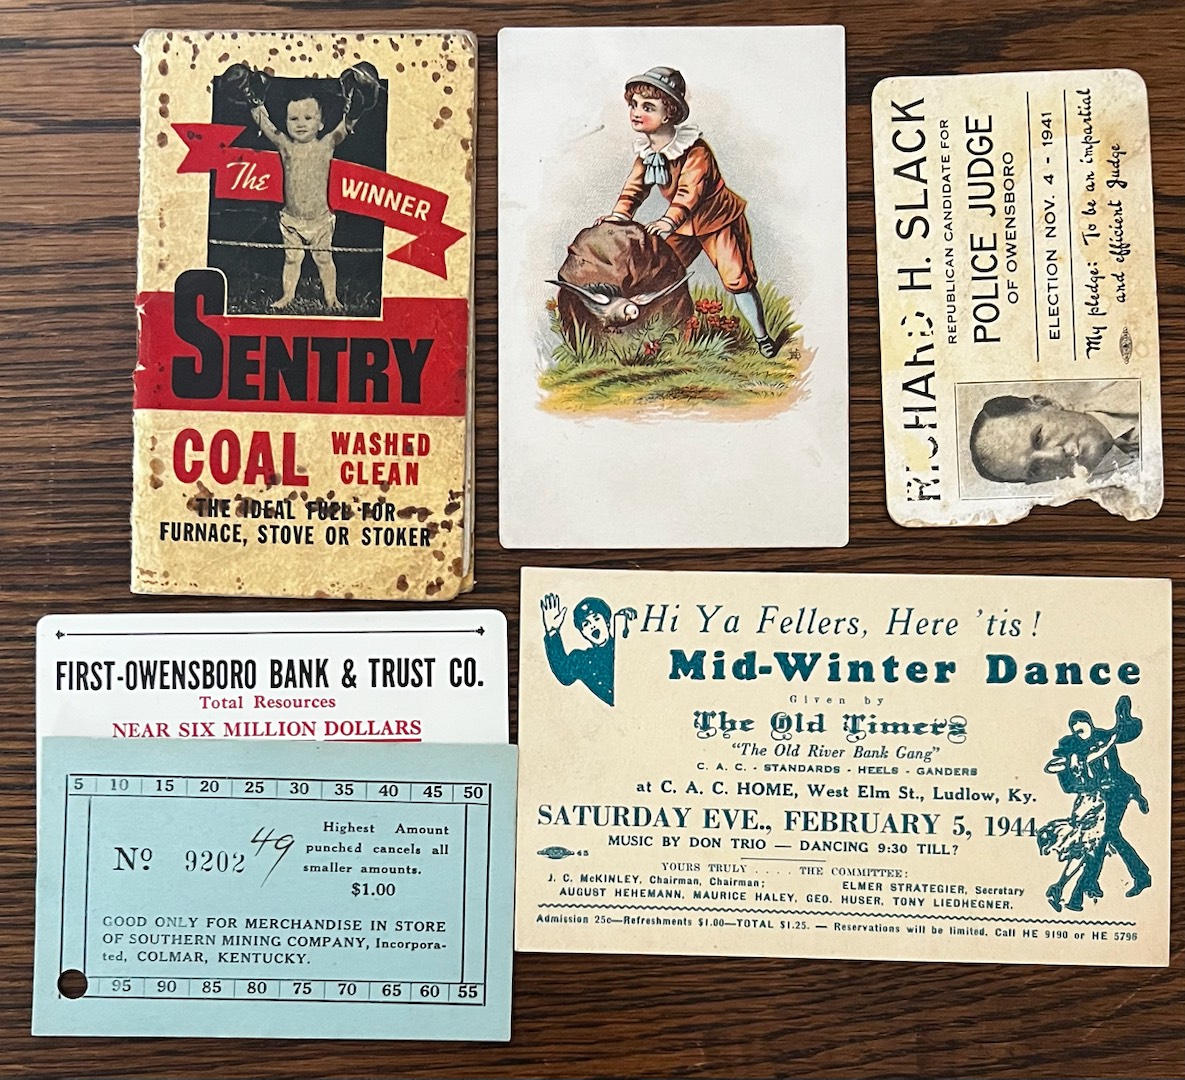 The
WINNER
SENTRY
COAL WASHED
CLEAN
THE IDEAL FUEL FOR
FURNACE, STOVE OR STOKER
RICHARD H. SLACK
REPUBLICAN CANDIDATE FOR
POLICE JUDGE
OF OWENSBORO
ELECTION NOV. 4 - 1941
My pledge: To be an impartial
and efficient Judge
FIRST-OWENSBORO BANK & TRUST CO.
Total Resources
NEAR SIX MILLION DOLLARS
5 10 15 20 25 30 35 40 45 50
Highest Amount
punched cancels all
smaller amounts.
$1.00
Nº 9202 49
GOOD ONLY FOR MERCHANDISE IN STORE
OF SOUTHERN MINING COMPANY, Incorpora-
ted, COLMAR, KENTUCKY.
95 90 85 80 75 70 65 60 55
Hi Ya Fellers, Here 'tis!
Mid-Winter Dance
Given by
The Old Timers
"The Old River Bank Gang"
C. A. C. - STANDARDS - HEELS - GANDERS
at C. A. C. HOME, West Elm St., Ludlow, Ky.
SATURDAY EVE., FEBRUARY 5, 1944
MUSIC BY DON TRIO — DANCING 9:30 TILL?
45
YOURS TRULY . . . . THE COMMITTEE:
J. C. McKINLEY, Chairman, Chairman; ELMER STRATEGIER, Secretary
AUGUST HEHEMANN, MAURICE HALEY, GEO. HUSER, TONY LIEDHEGNER.
Admission 25c—Refreshments $1.00—TOTAL $1.25. — Reservations will be limited. Call HE 9190 or HE 5796